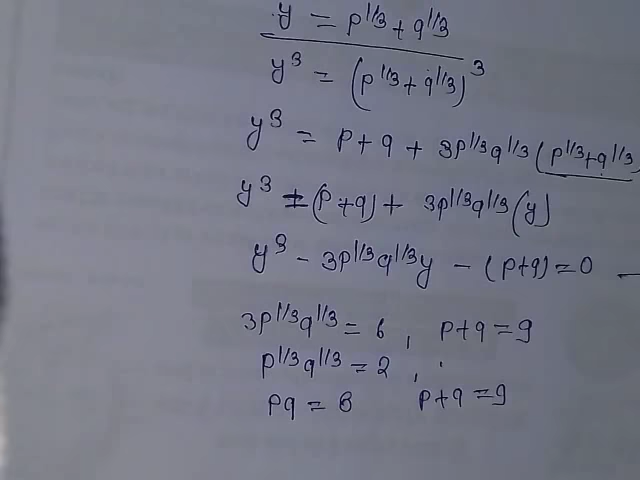 y = p^1/3 + q^1/3
y^3 = (p^1/3 + q^1/3)^3
y^3 = p + q + 3p^1/3 q^1/3 (p^1/3 + q^1/3
y^3 = (p + q) + 3p^1/3 q^1/3 (y)
y^3 - 3p^1/3 q^1/3 y - (p+q) = 0 —
3p^1/3 q^1/3 = 6, p+q = 9
p^1/3 q^1/3 = 2,
pq = 8 p+q = 9